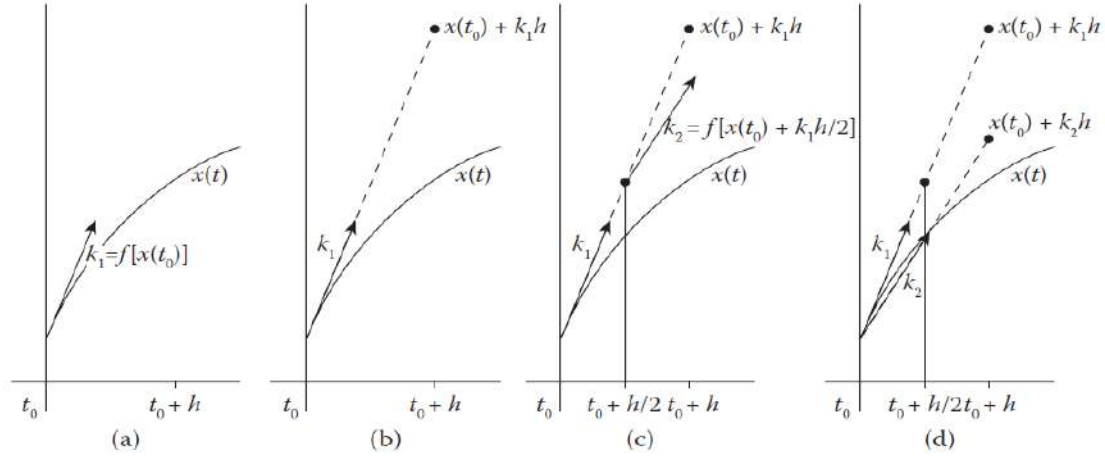 x(t)
k₁=f[x(t₀)]
t₀
t₀ + h
(a)
x(t₀) + k₁h
x(t)
k₁
t₀
t₀ + h
(b)
x(t₀) + k₁h
k₂ = f[x(t₀) + k₁h/2]
x(t)
k₁
t₀
t₀ + h/2
t₀ + h
(c)
x(t₀) + k₁h
x(t₀) + k₂h
x(t)
k₁
k₂
t₀
t₀ + h/2
t₀ + h
(d)